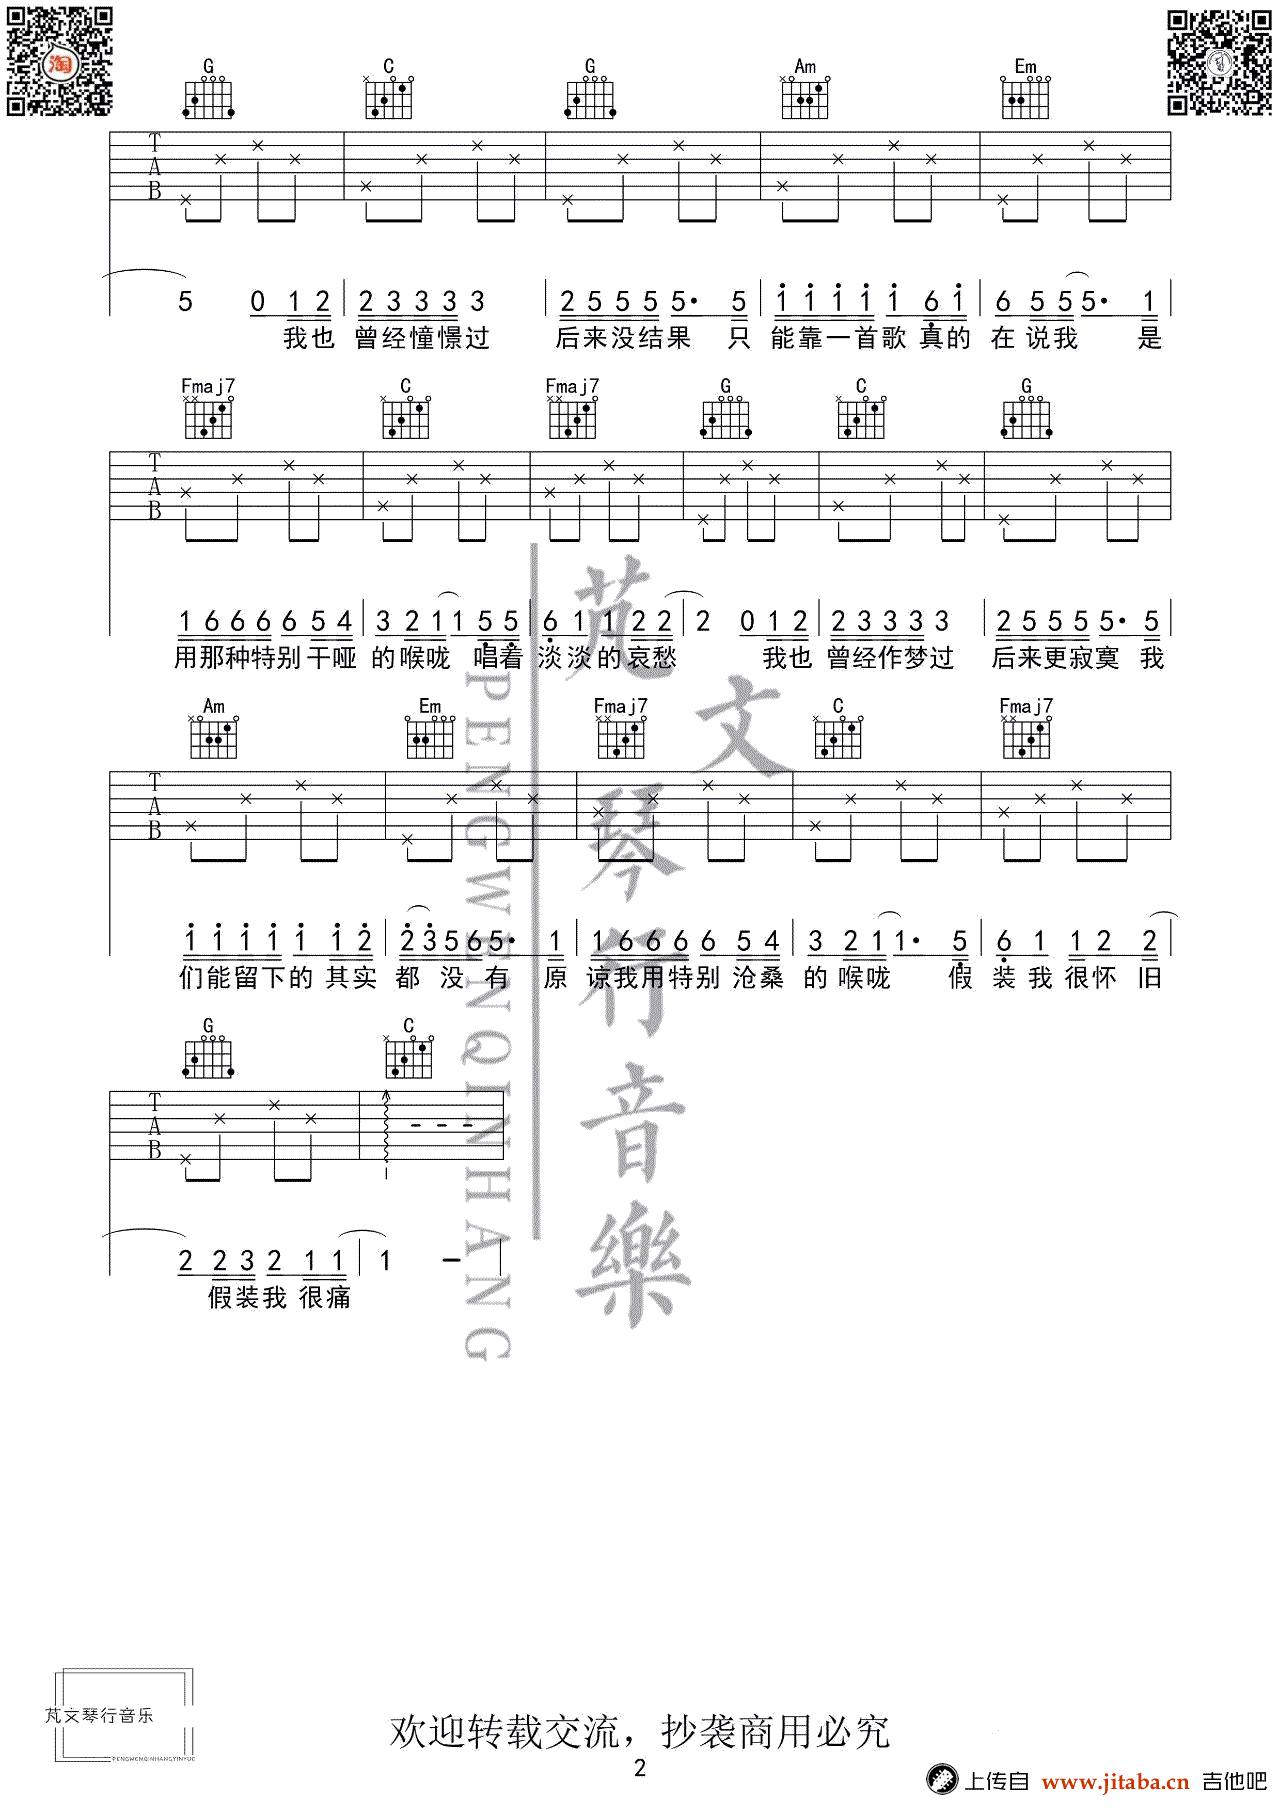 淘
G C G Am Em
T
A
B
5 0 1 2 2 3 3 3 3 3 2 5 5 5 5· 5 1 1 1 1 1 6 1 6 5 5 5· 1
我也 曾经憧憬过 后来没结果 只 能靠一首歌 真的 在 说我 是
Fmaj7 C Fmaj7 G C G
T
A
B
1 6 6 6 6 6 5 4 3 2 1 1 5 5 6 1 1 2 2 2 0 1 2 2 3 3 3 3 3 2 5 5 5 5 5· 5
用那种特别干哑 的喉咙 唱着 淡淡的哀愁 我也 曾经作梦过 后来更寂寞 我
Am Em Fmaj7 C Fmaj7
T
A
B
1 1 1 1 1 1 2 2 3 5 6 5· 1 1 6 6 6 6 5 4 3 2 1 1· 5 6 1 1 2 2
们能留下的 其实 都 没 有 原 谅我用特别沧桑 的喉咙 假 装我很怀 旧
G C
T
A
B
2 2 3 2 1 1 1 –
假装我 很痛
芃文琴行音樂
PENGWENQINHANG
芃文琴行音乐
PENGWENQINHANGYINYUE
欢迎转载交流，抄袭商用必究
2
上传自 www.jitaba.cn 吉他吧